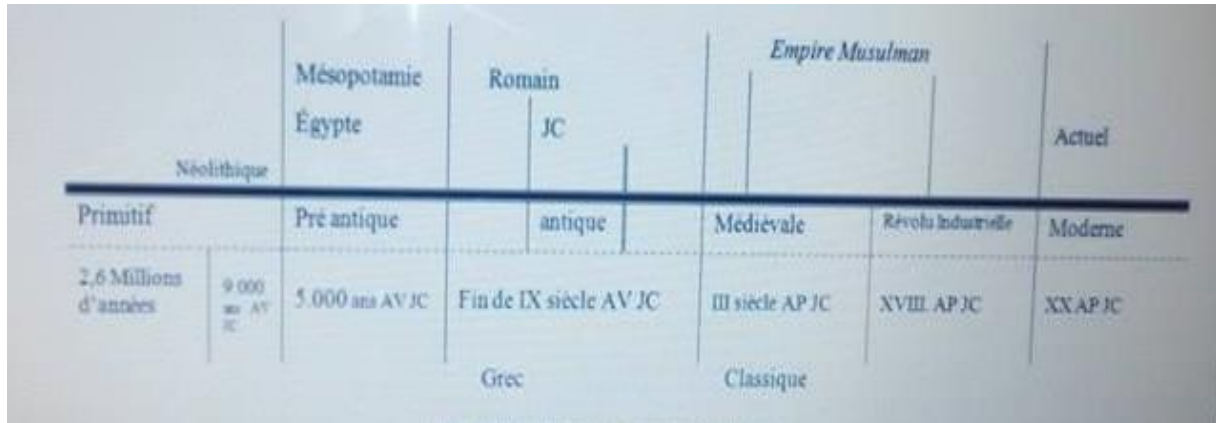 Empire Musulman
Mésopotamie
Romain
Égypte
JC
Actuel
Néolithique
Primitif
Pré antique
antique
Médiévale
Révolu Industrielle
Moderne
2,6 Millions
d'années
9 000
ans AV
JC
5.000 ans AV JC
Fin de IX siècle AV JC
III siècle AP JC
XVIII. AP JC
XX AP JC
Grec
Classique